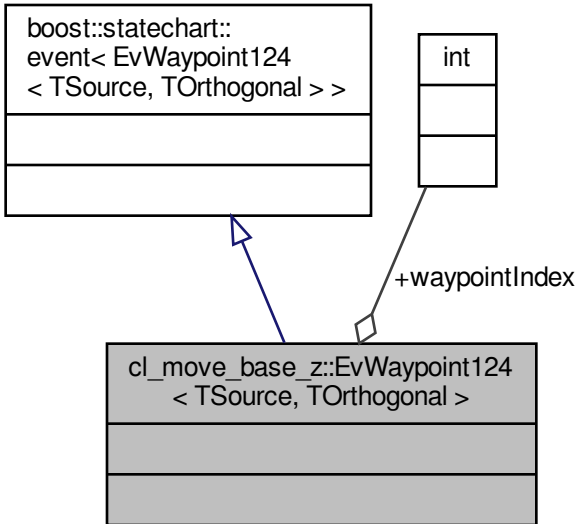 boost::statechart::
event< EvWaypoint124
< TSource, TOrthogonal > >
int
+waypointIndex
cl_move_base_z::EvWaypoint124
< TSource, TOrthogonal >